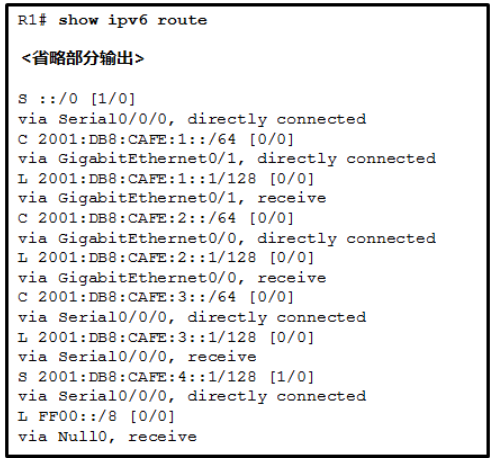 R1# show ipv6 route
<省略部分输出>
S ::/0 [1/0]
via Serial0/0/0, directly connected
C 2001:DB8:CAFE:1::/64 [0/0]
via GigabitEthernet0/1, directly connected
L 2001:DB8:CAFE:1::1/128 [0/0]
via GigabitEthernet0/1, receive
C 2001:DB8:CAFE:2::/64 [0/0]
via GigabitEthernet0/0, directly connected
L 2001:DB8:CAFE:2::1/128 [0/0]
via GigabitEthernet0/0, receive
C 2001:DB8:CAFE:3::/64 [0/0]
via Serial0/0/0, directly connected
L 2001:DB8:CAFE:3::1/128 [0/0]
via Serial0/0/0, receive
S 2001:DB8:CAFE:4::1/128 [1/0]
via Serial0/0/0, directly connected
L FF00::/8 [0/0]
via Null0, receive